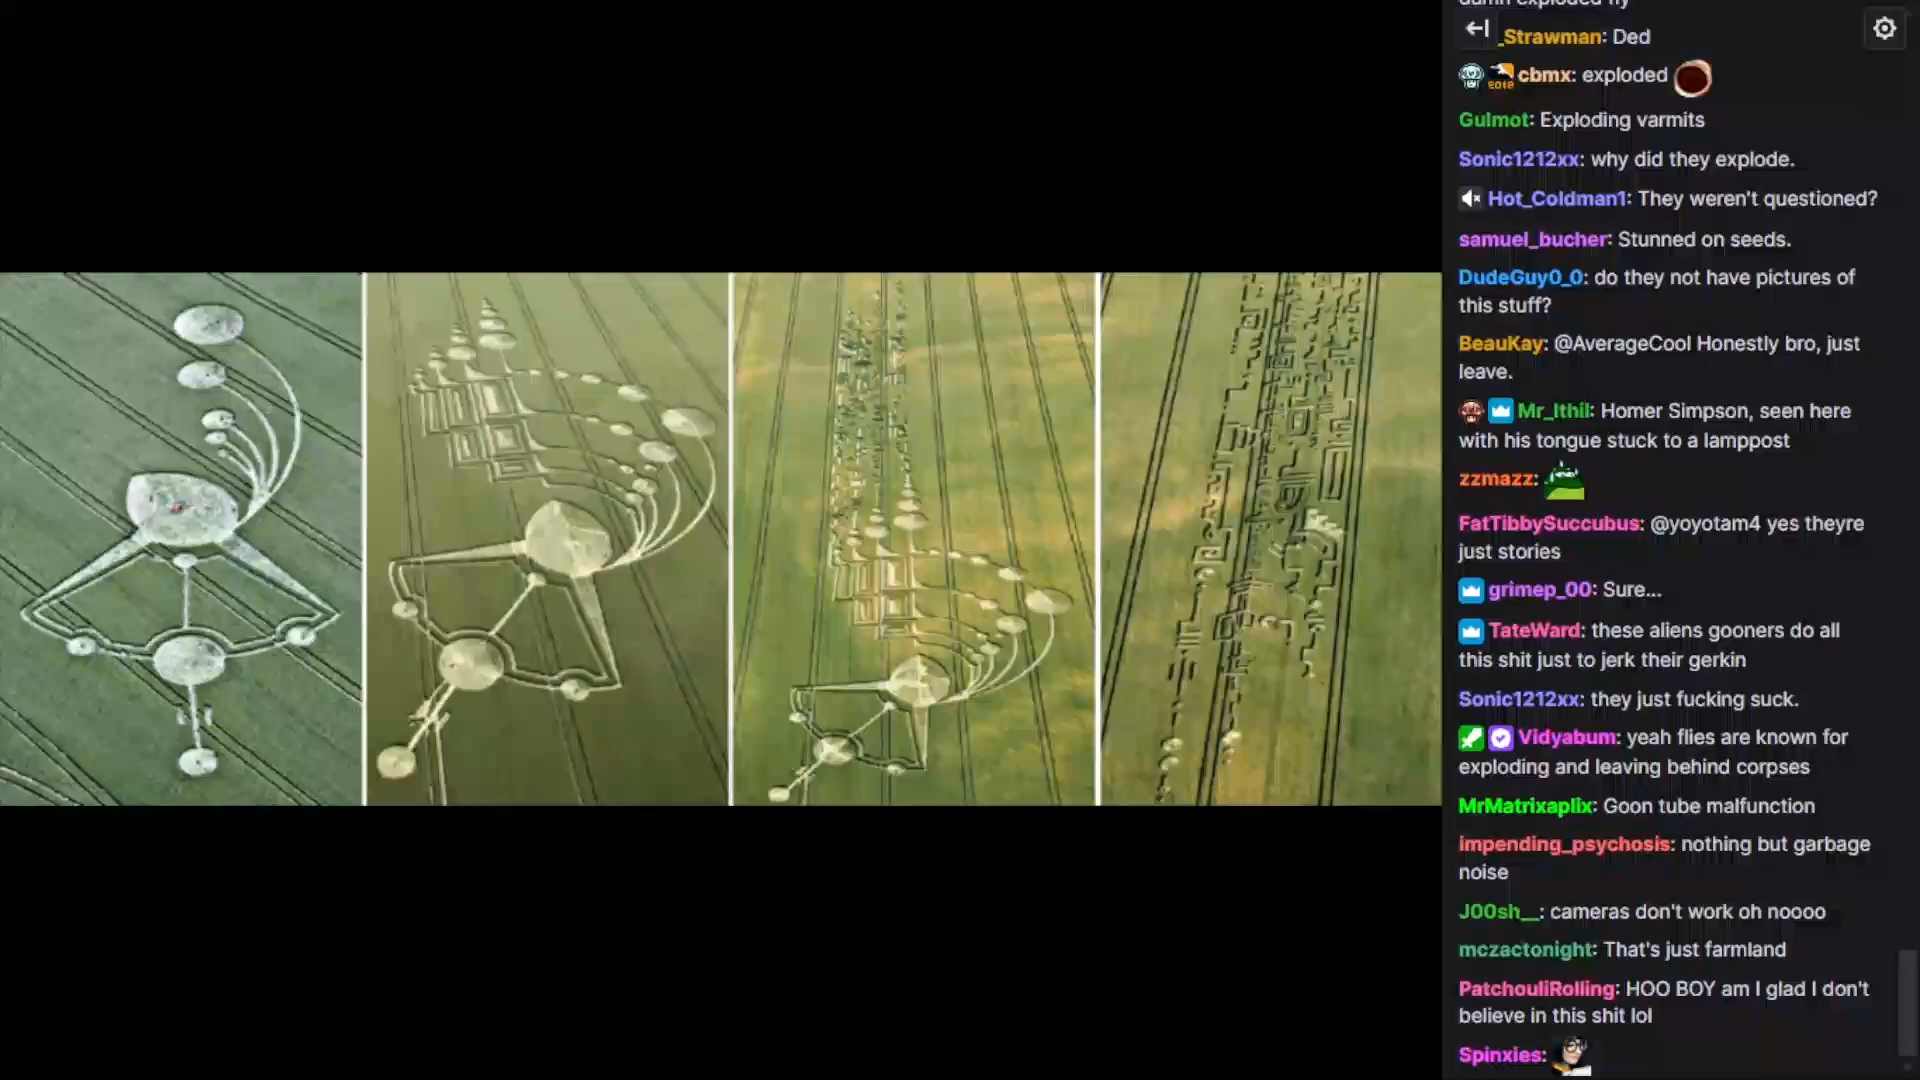 damn exploded fly
_Strawman: Ded
2018 cbmx: exploded
Gulmot: Exploding varmits
Sonic1212xx: why did they explode.
Hot_Coldman1: They weren't questioned?
samuel_bucher: Stunned on seeds.
DudeGuy0_0: do they not have pictures of
this stuff?
BeauKay: @AverageCool Honestly bro, just
leave.
Mr_Ithil: Homer Simpson, seen here
with his tongue stuck to a lamppost
zzmazz:
FatTibbySuccubus: @yoyotam4 yes theyre
just stories
grimep_00: Sure...
TateWard: these aliens gooners do all
this shit just to jerk their gerkin
Sonic1212xx: they just fucking suck.
Vidyabum: yeah flies are known for
exploding and leaving behind corpses
MrMatrixaplix: Goon tube malfunction
impending_psychosis: nothing but garbage
noise
J00sh__: cameras don't work oh noooo
mczactonight: That's just farmland
PatchouliRolling: HOO BOY am I glad I don't
believe in this shit lol
Spinxies: